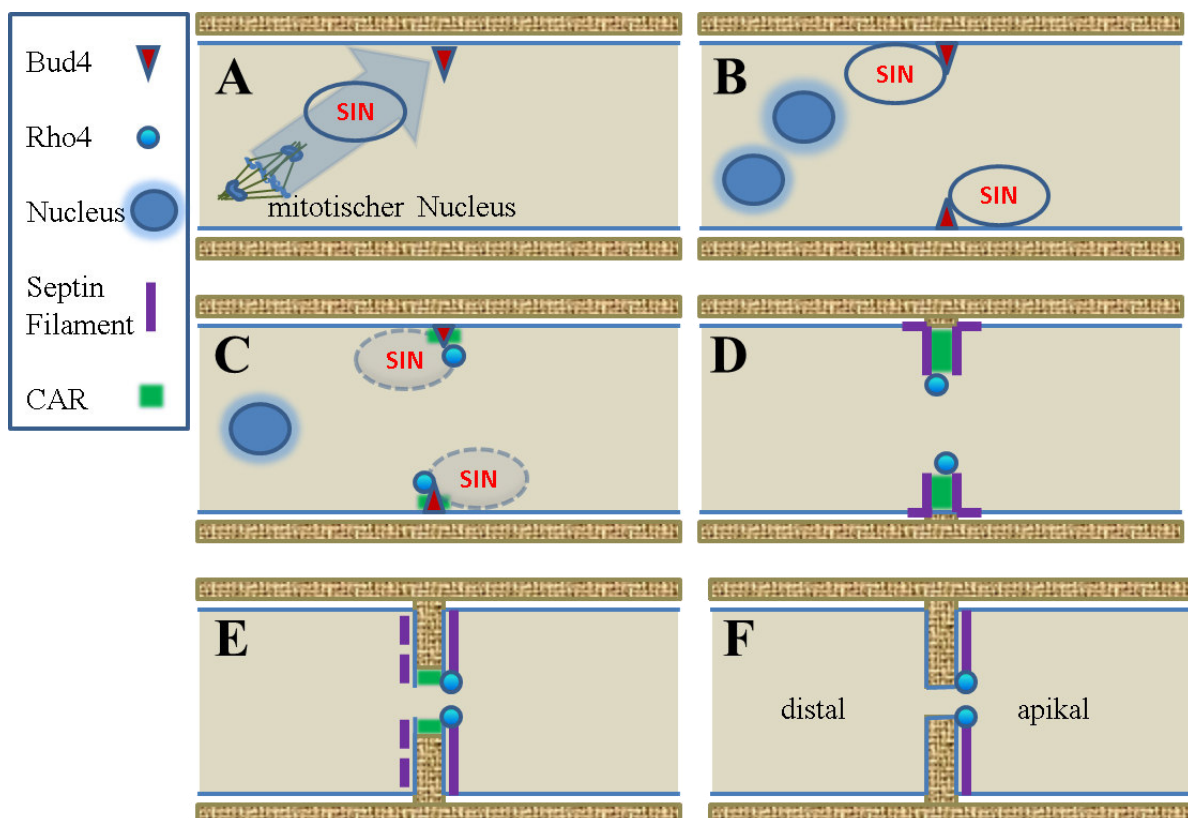 Bud4
Rho4
Nucleus
Septin
Filament
CAR
A
SIN
mitotischer Nucleus
B
SIN
SIN
C
SIN
SIN
D
E
F
distal
apikal